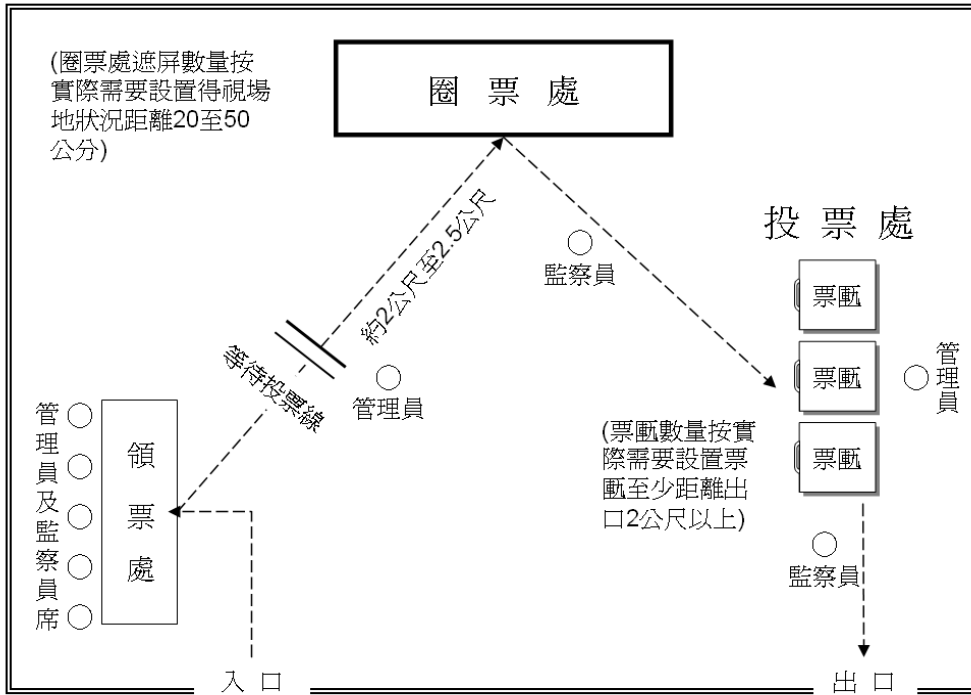 (圈票處遮屏數量按
實際需要設置得視場
地狀況距離20至50
公分)
圈票處
投票處
約2公尺至2.5公尺
監察員
票匭
票匭
票匭
管理員
等待投票線
管理員
(票匭數量按實
際需要設置票
匭至少距離出
口2公尺以上)
管理員及監察員席
領票處
監察員
入口
出口